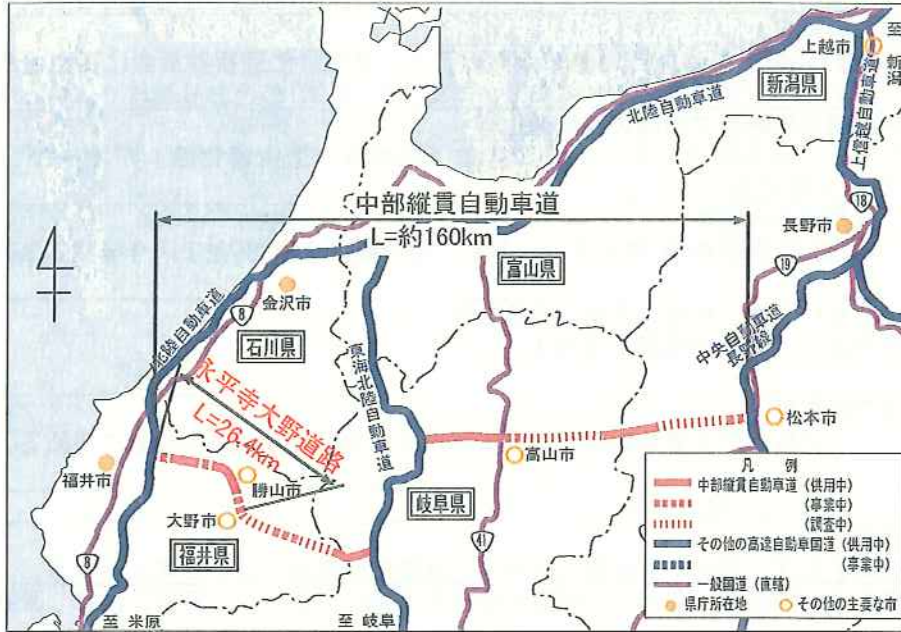 至
新潟
上越市
新潟県
北陸自動車道
上信越自動車道
18
中部縦貫自動車道
L=約160km
長野市
19
富山県
金沢市
8
北陸自動車道
石川県
中央自動車道
長野線
東海北陸自動車道
永平寺大野道路
L=26.4km
松本市
高山市
福井市
勝山市
岐阜県
大野市
福井県
41
8
至 米原
至 岐阜
凡 例
中部縦貫自動車道(供用中)
(事業中)
(調査中)
その他の高速自動車国道(供用中)
(事業中)
一般国道(直轄)
県庁所在地
その他の主要な市